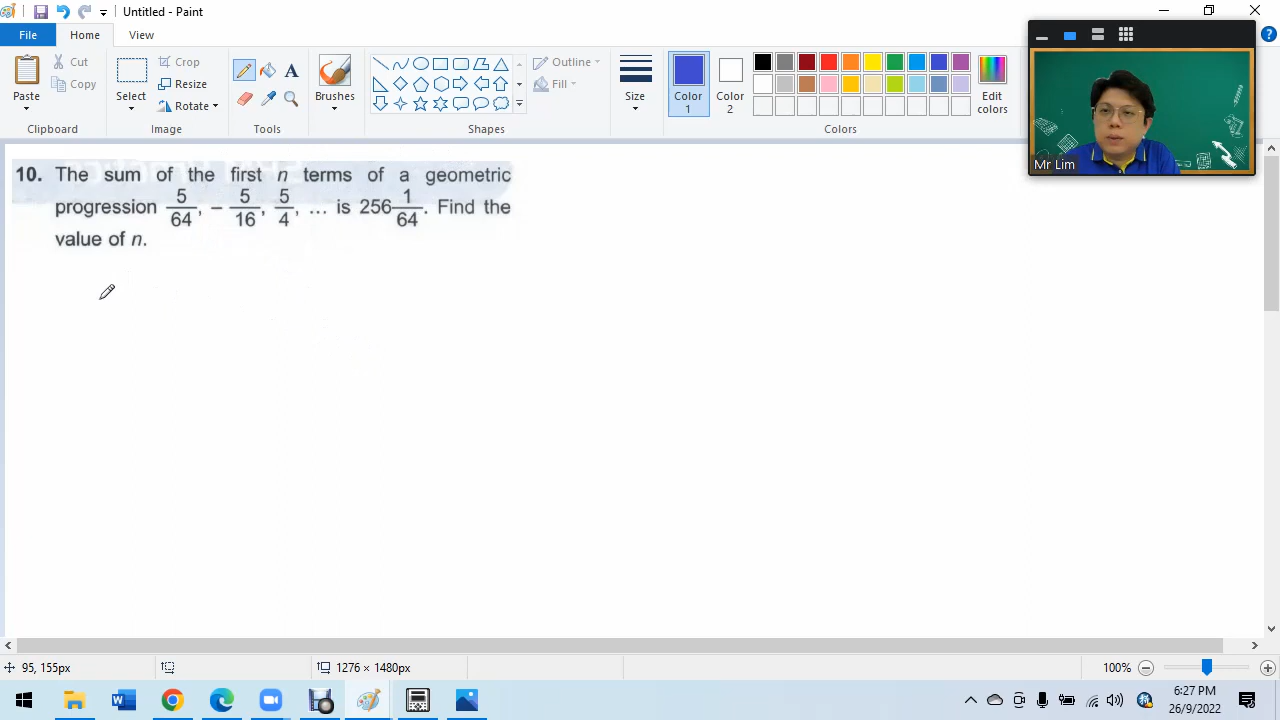 Untitled - Paint
File Home View
Paste
Cut
Copy
Clipboard
Select
Crop
Resize
Rotate
Image
Tools
Brushes
Shapes
Outline
Fill
Size
Color 1
Color 2
Edit colors
Colors
Mr Lim
10. The sum of the first n terms of a geometric
progression 5/64, − 5/16, 5/4, ... is 256 1/64. Find the
value of n.
95, 155px
1276 × 1480px
100%
6:27 PM
26/9/2022